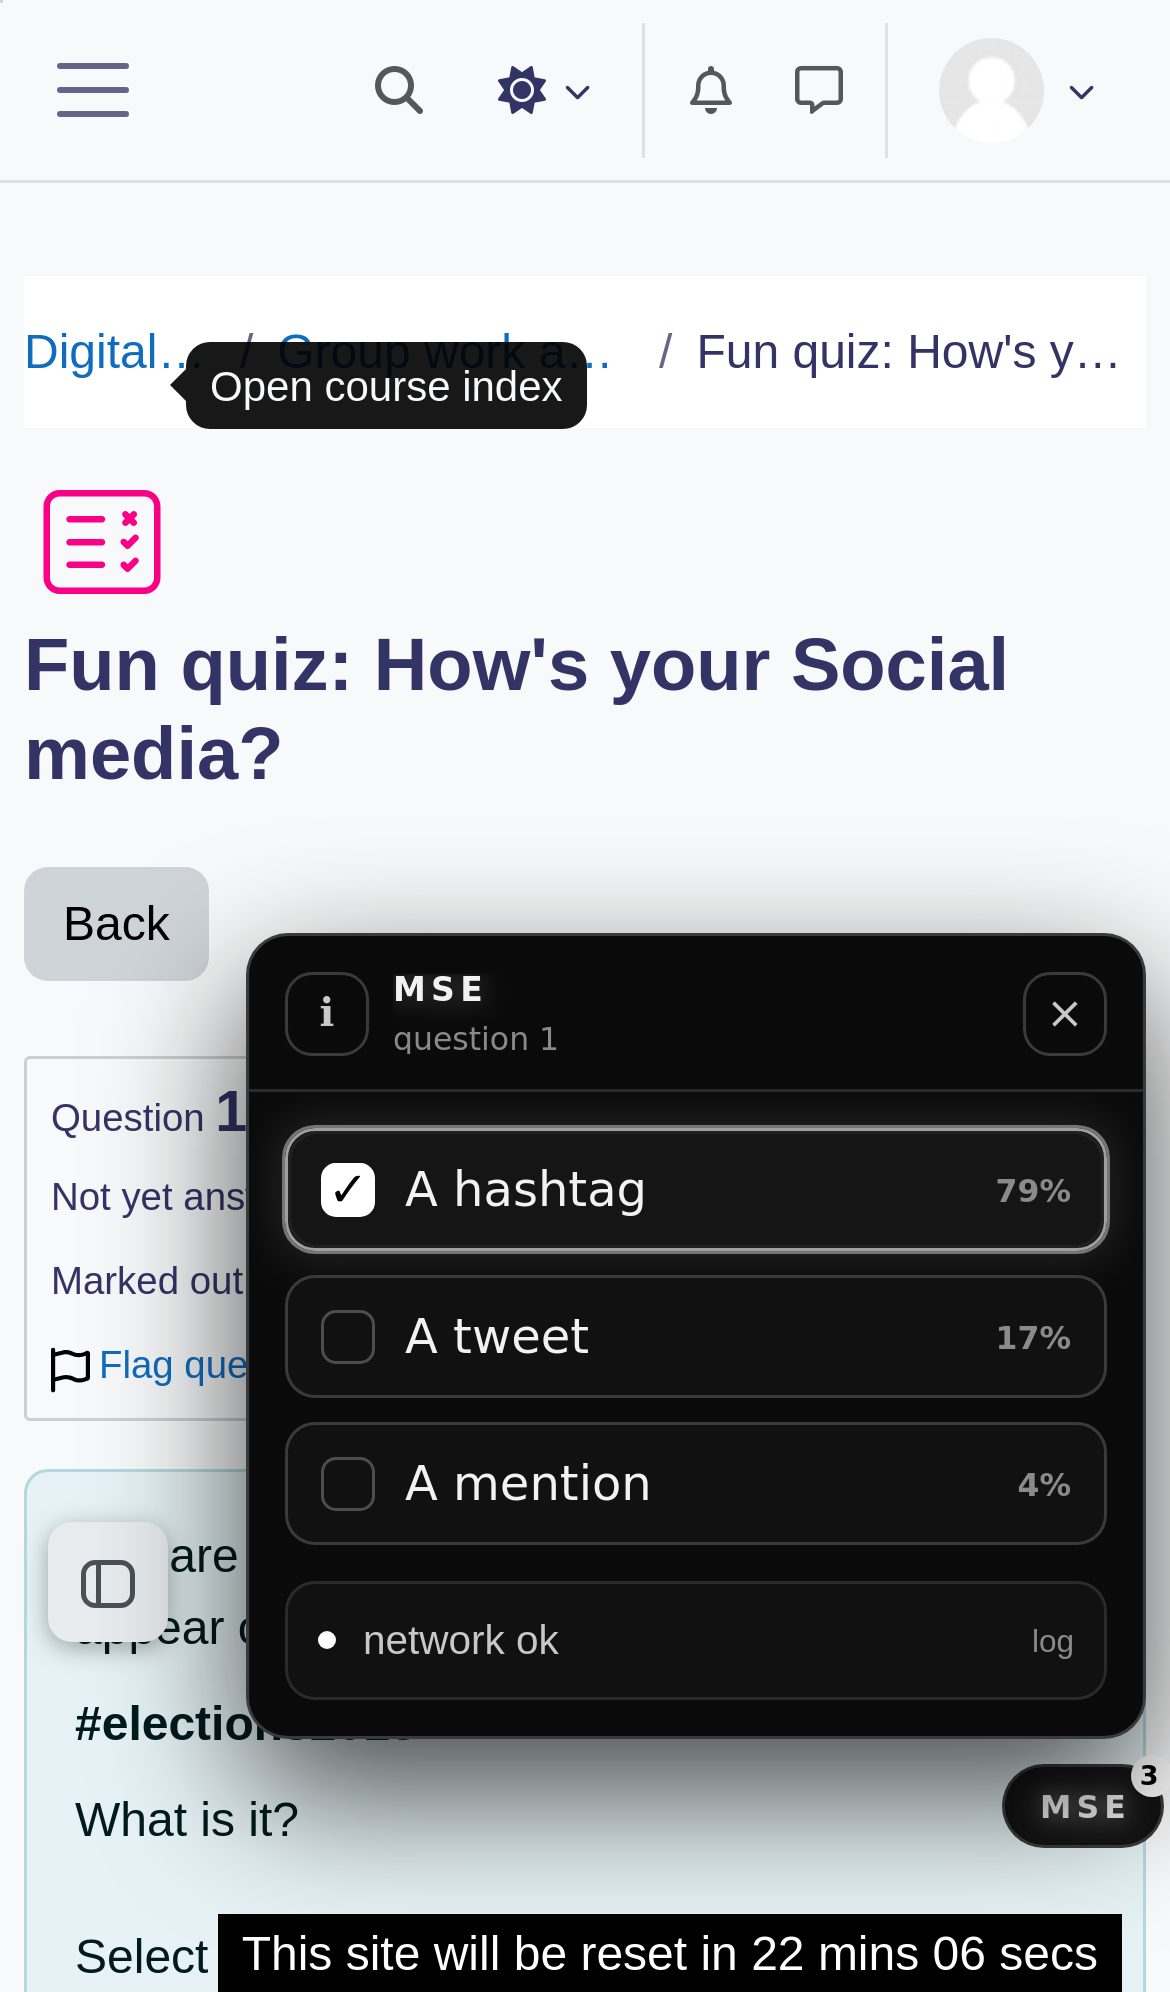 Digital… / Group work a… / Fun quiz: How's y…
Open course index
Fun quiz: How's your Social
media?
Back
i
MSE
question 1
Question 1
Not yet ans
Marked out
Flag que
✓ A hashtag 79%
A tweet 17%
A mention 4%
network ok log
are
appear
#election
What is it?
MSE 3
Select
This site will be reset in 22 mins 06 secs